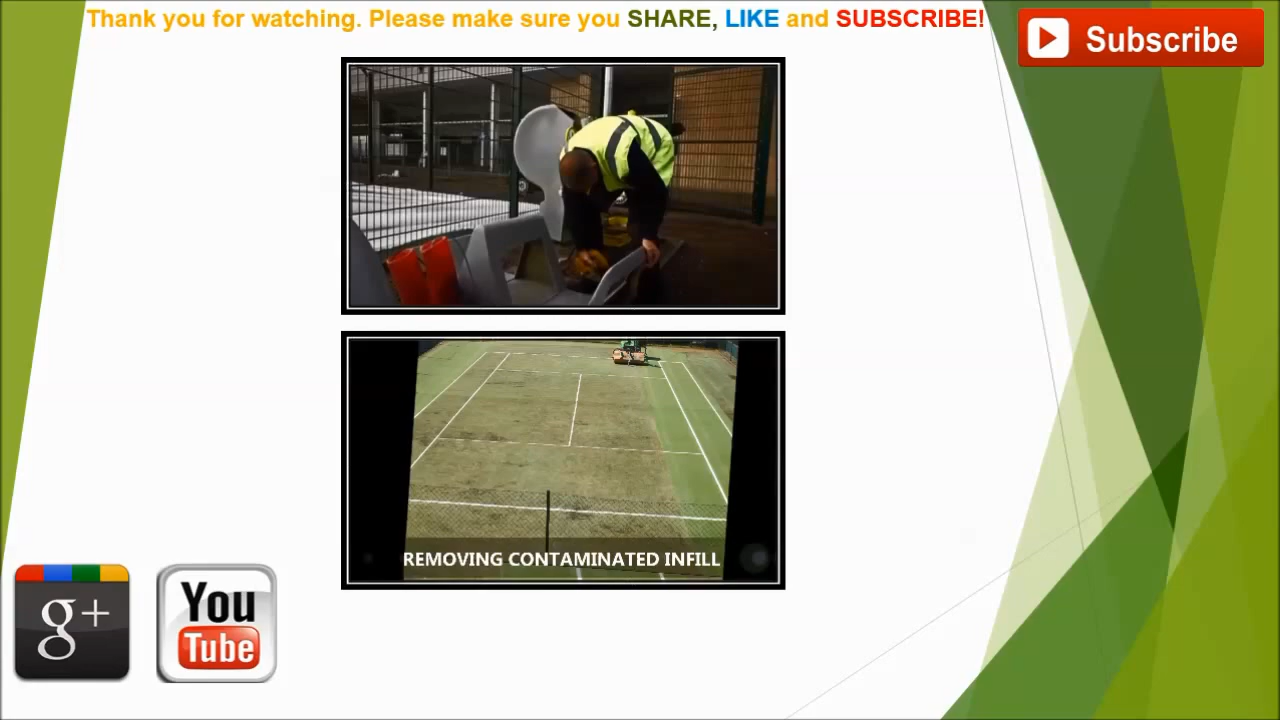 Thank you for watching. Please make sure you SHARE, LIKE and SUBSCRIBE!
Subscribe
REMOVING CONTAMINATED INFILL
g+
You
Tube